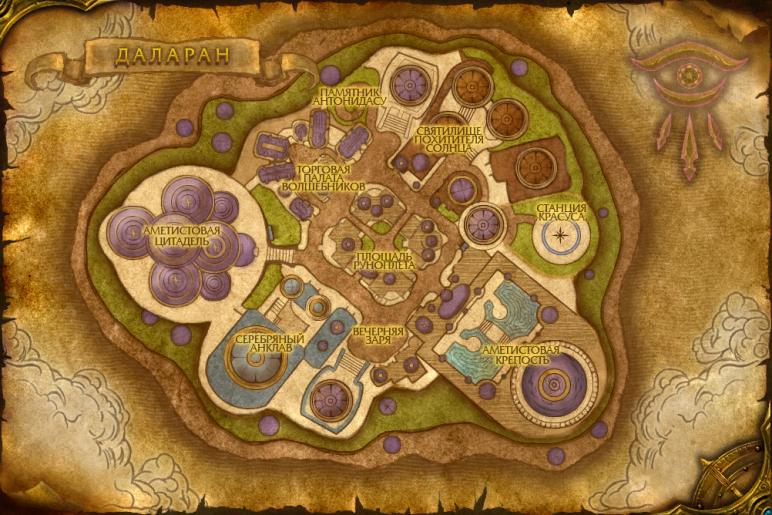 ДАЛАРАН
ПАМЯТНИК
АНТОНИДАСУ
СВЯТИЛИЩЕ
ПОХИТИТЕЛЯ
СОЛНЦА
ТОРГОВАЯ
ПАЛАТА
ВОЛШЕБНИКОВ
СТАНЦИЯ
КРАСУСА
АМЕТИСТОВАЯ
ЦИТАДЕЛЬ
ПЛОЩАДЬ
РУНОПЛЕТА
СЕРЕБРЯНЫЙ
АНКЛАВ
ВЕЧЕРНЯЯ
ЗАРЯ
АМЕТИСТОВАЯ
КРЕПОСТЬ